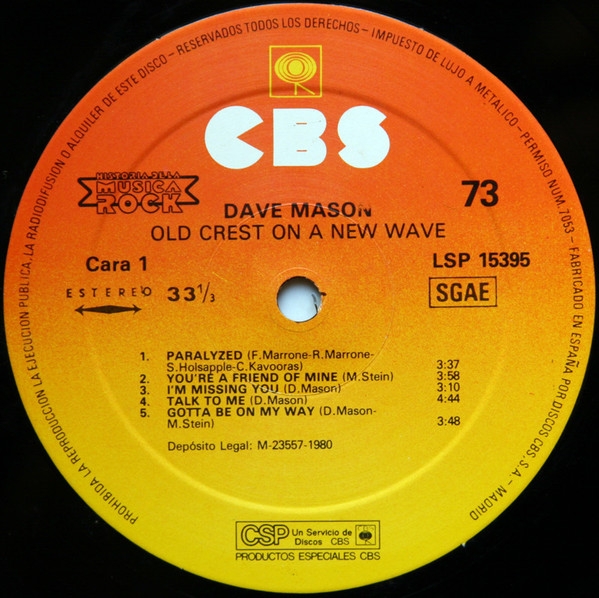 PROHIBIDA LA REPRODUCCION, LA EJECUCION PUBLICA, LA RADIODIFUSION O ALQUILER DE ESTE DISCO - RESERVADOS TODOS LOS DERECHOS - IMPUESTO DE LUJO A METALICO - PERMISO NUM. 7053 - FABRICADO EN ESPAÑA POR DISCOS CBS, S.A. - MADRID
CBS
HISTORIA DE LA
MUSICA
ROCK
73
DAVE MASON
OLD CREST ON A NEW WAVE
Cara 1
LSP 15395
ESTEREO 33 1/3
SGAE
1. PARALYZED (F.Marrone-R.Marrone-
S.Holsapple-C.Kavooras) 3:37
2. YOU'RE A FRIEND OF MINE (M.Stein) 3:58
3. I'M MISSING YOU (D.Mason) 3:10
4. TALK TO ME (D.Mason) 4:44
5. GOTTA BE ON MY WAY (D.Mason-
M.Stein) 3:48
Depósito Legal: M-23557-1980
CSP Un Servicio de
Discos CBS
PRODUCTOS ESPECIALES CBS